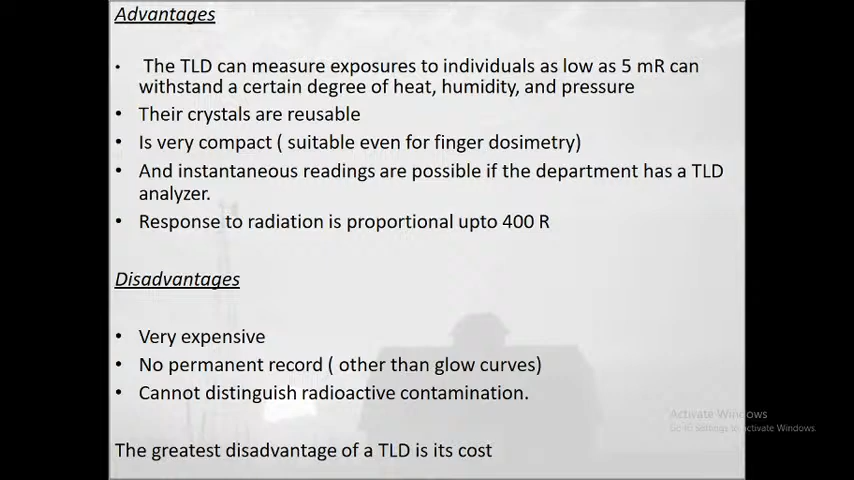 Advantages
• The TLD can measure exposures to individuals as low as 5 mR can
withstand a certain degree of heat, humidity, and pressure
• Their crystals are reusable
• Is very compact ( suitable even for finger dosimetry)
• And instantaneous readings are possible if the department has a TLD
analyzer.
• Response to radiation is proportional upto 400 R
Disadvantages
• Very expensive
• No permanent record ( other than glow curves)
• Cannot distinguish radioactive contamination.
Activate Windows
Go to Settings to activate Windows.
The greatest disadvantage of a TLD is its cost